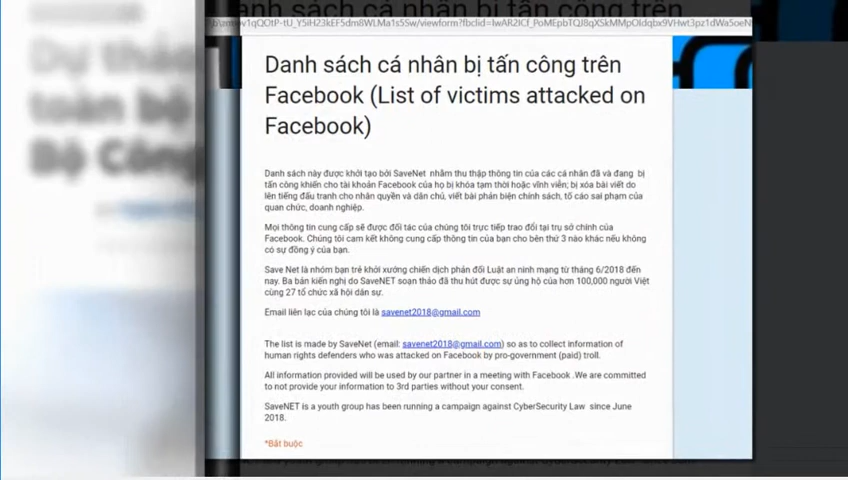 Danh sách cá nhân bị tấn công trên
Facebook (List of victims attacked on
Facebook)
Danh sách này được khởi tạo bởi SaveNet nhằm thu thập thông tin của các cá nhân đã và đang bị
tấn công khiến cho tài khoản Facebook của họ bị khóa tạm thời hoặc vĩnh viễn; bị xóa bài viết do
lên tiếng đấu tranh cho nhân quyền và dân chủ, viết bài phản biện chính sách, tố cáo sai phạm của
quan chức, doanh nghiệp.
Mọi thông tin cung cấp sẽ được đối tác của chúng tôi trực tiếp trao đổi tại trụ sở chính của
Facebook. Chúng tôi cam kết không cung cấp thông tin của bạn cho bên thứ 3 nào khác nếu không
có sự đồng ý của bạn.
Save Net là nhóm bạn trẻ khởi xướng chiến dịch phản đối Luật an ninh mạng từ tháng 6/2018 đến
nay. Ba bản kiến nghị do SaveNET soạn thảo đã thu hút được sự ủng hộ của hơn 100,000 người Việt
cùng 27 tổ chức xã hội dân sự.
Email liên lạc của chúng tôi là savenet2018@gmail.com
The list is made by SaveNet (email: savenet2018@gmail.com) so as to collect information of
human rights defenders who was attacked on Facebook by pro-government (paid) troll.
All information provided will be used by our partner in a meeting with Facebook .We are committed
to not provide your information to 3rd parties without your consent.
SaveNET is a youth group has been running a campaign against CyberSecurity Law since June
2018.
*Bắt buộc
Dự thảo
toàn bộ
Bộ Công